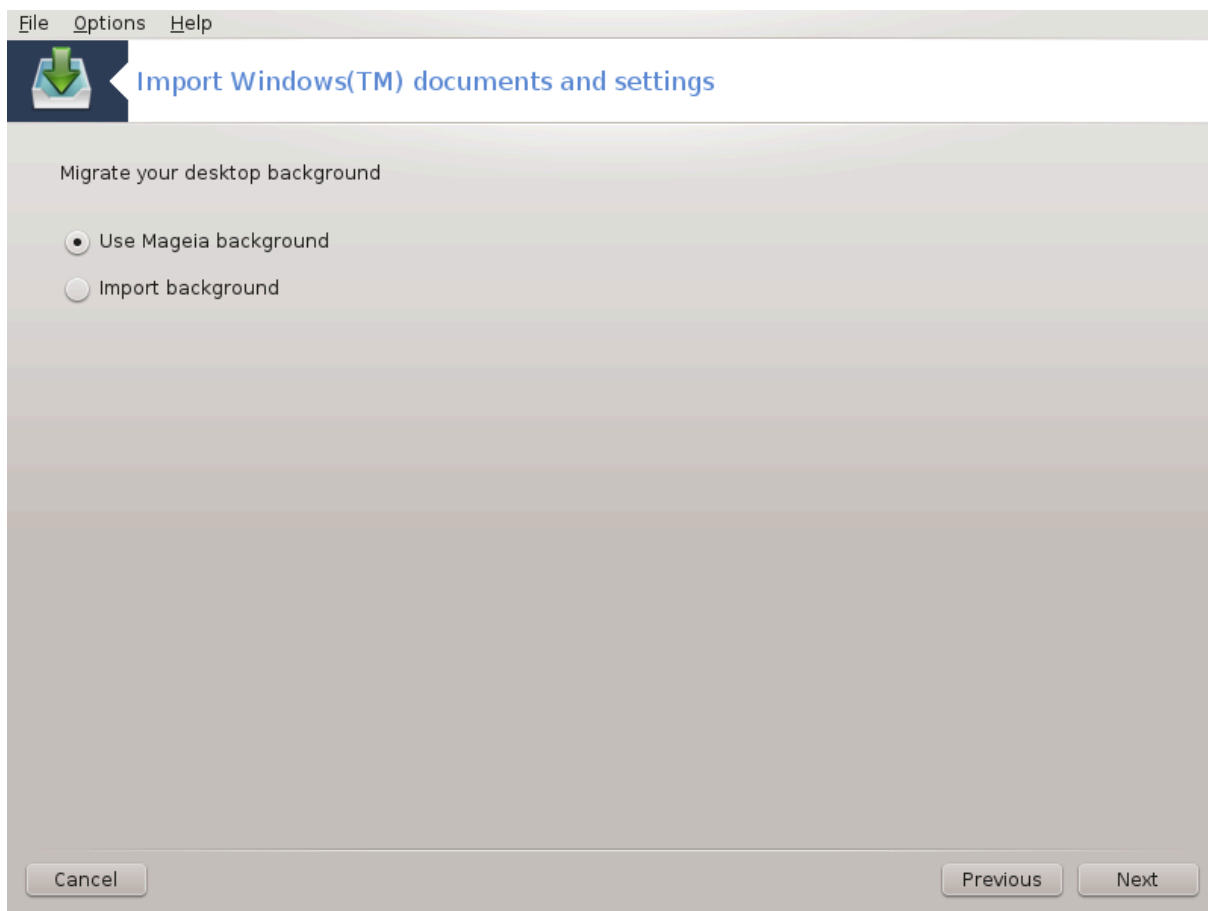 File Options Help
Import Windows(TM) documents and settings
Migrate your desktop background
Use Mageia background
Import background
Cancel Previous Next